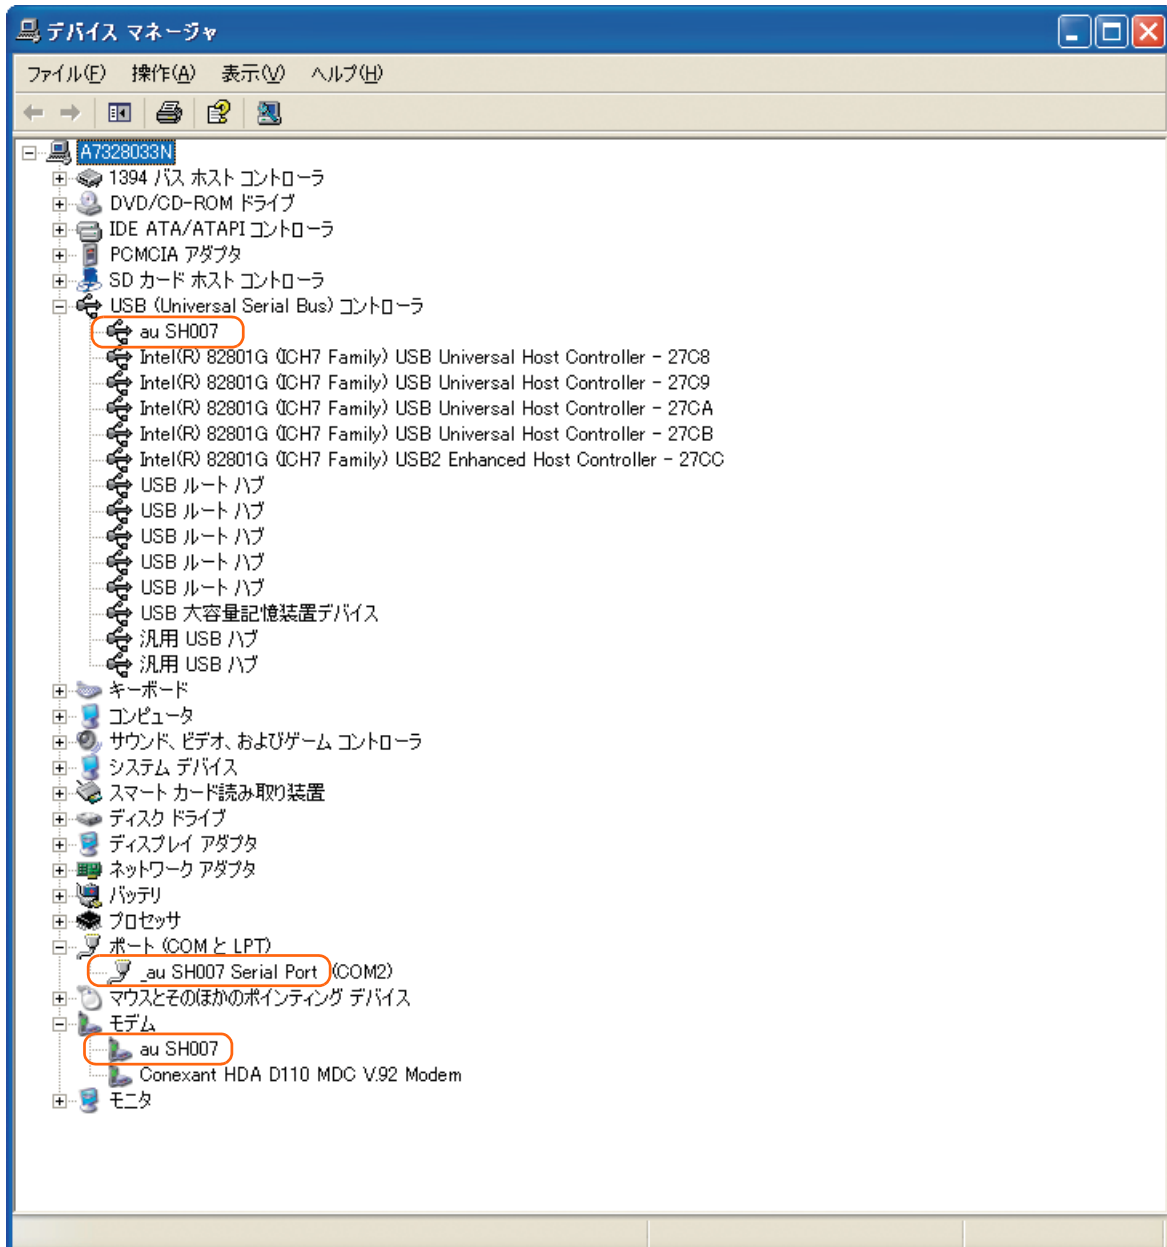 デバイス マネージャ
ファイル(F) 操作(A) 表示(V) ヘルプ(H)
A7328033N
1394 バス ホスト コントローラ
DVD/CD-ROM ドライブ
IDE ATA/ATAPI コントローラ
PCMCIA アダプタ
SD カード ホスト コントローラ
USB (Universal Serial Bus) コントローラ
au SH007
Intel(R) 82801G (ICH7 Family) USB Universal Host Controller - 27C8
Intel(R) 82801G (ICH7 Family) USB Universal Host Controller - 27C9
Intel(R) 82801G (ICH7 Family) USB Universal Host Controller - 27CA
Intel(R) 82801G (ICH7 Family) USB Universal Host Controller - 27CB
Intel(R) 82801G (ICH7 Family) USB2 Enhanced Host Controller - 27CC
USB ルート ハブ
USB ルート ハブ
USB ルート ハブ
USB ルート ハブ
USB ルート ハブ
USB 大容量記憶装置デバイス
汎用 USB ハブ
汎用 USB ハブ
キーボード
コンピュータ
サウンド、ビデオ、およびゲーム コントローラ
システム デバイス
スマート カード読み取り装置
ディスク ドライブ
ディスプレイ アダプタ
ネットワーク アダプタ
バッテリ
プロセッサ
ポート (COM と LPT)
_au SH007 Serial Port (COM2)
マウスとそのほかのポインティング デバイス
モデム
au SH007
Conexant HDA D110 MDC V.92 Modem
モニタ